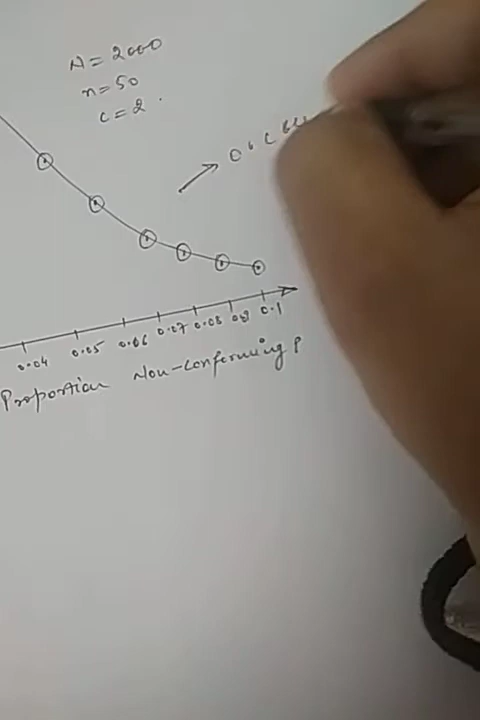 N = 2000
n = 50
c = 2 .
0.04 0.05 0.06 0.07 0.08 0.9 0.1
Proportion Non-conforming P